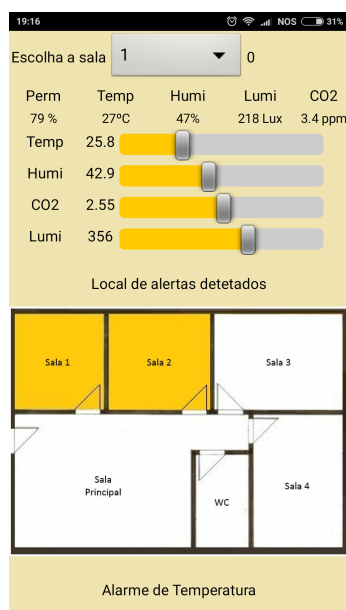 19:16 NOS 31%
Escolha a sala 1 0
Perm Temp Humi Lumi CO2
79 % 27ºC 47% 218 Lux 3.4 ppm
Temp 25.8
Humi 42.9
CO2 2.55
Lumi 356
Local de alertas detetados
Sala 1 Sala 2 Sala 3
Sala
Principal
Sala 4
WC
Alarme de Temperatura